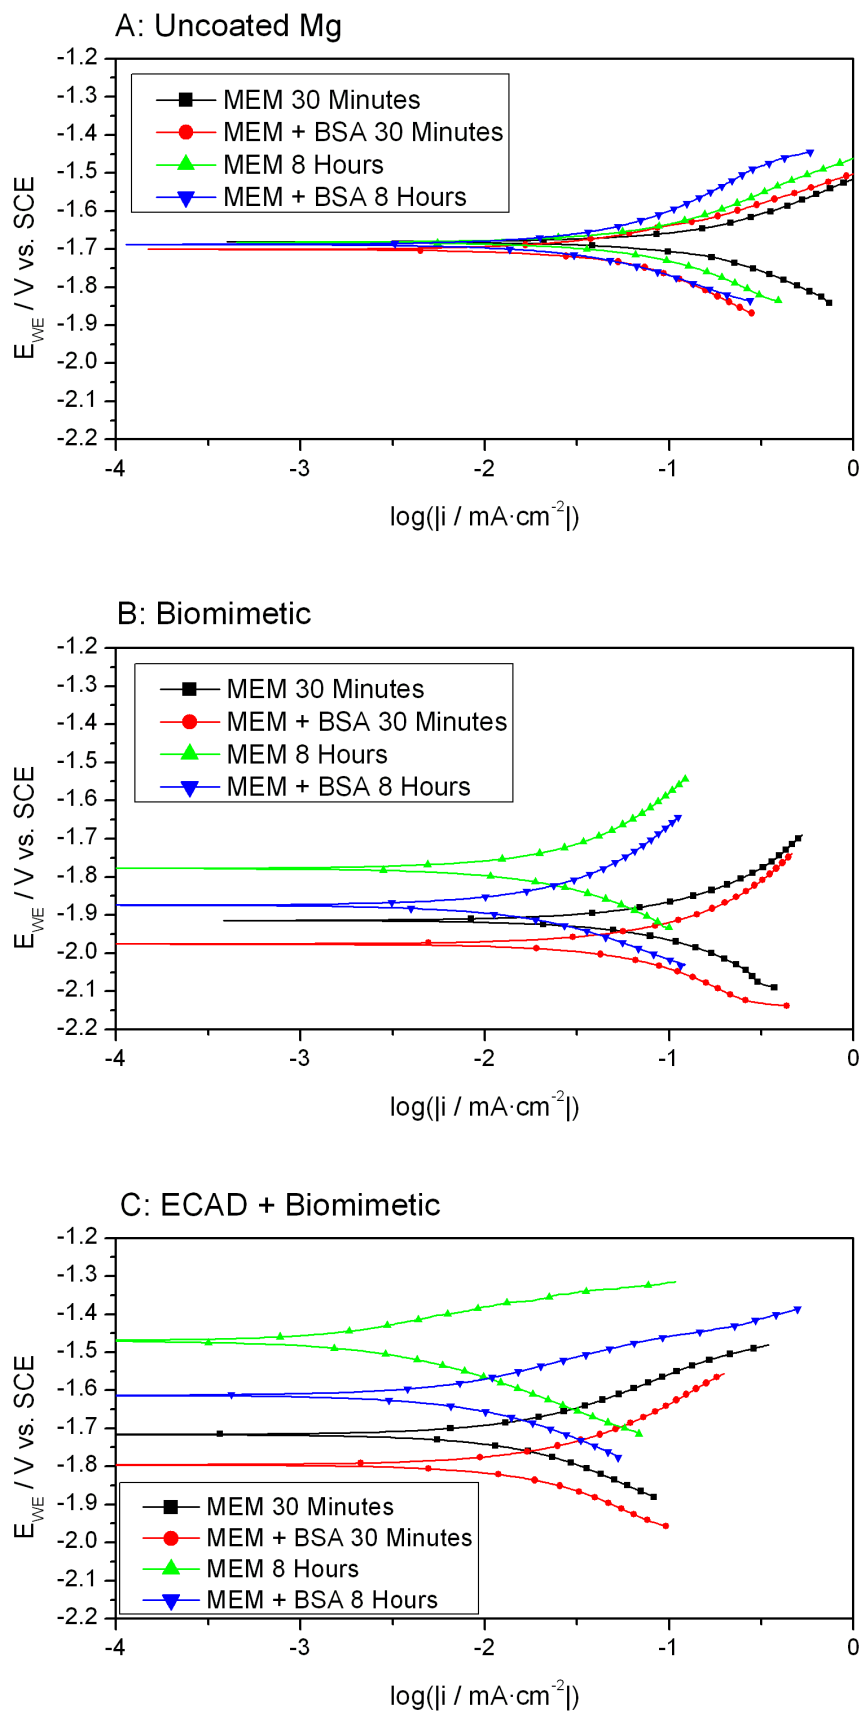 A: Uncoated Mg
-1.2
-1.3
-1.4
-1.5
-1.6
-1.7
-1.8
-1.9
-2.0
-2.1
-2.2
E_WE / V vs. SCE
MEM 30 Minutes
MEM + BSA 30 Minutes
MEM 8 Hours
MEM + BSA 8 Hours
-4 -3 -2 -1 0
log(|i / mA·cm⁻²|)
B: Biomimetic
-1.2
-1.3
-1.4
-1.5
-1.6
-1.7
-1.8
-1.9
-2.0
-2.1
-2.2
E_WE / V vs. SCE
MEM 30 Minutes
MEM + BSA 30 Minutes
MEM 8 Hours
MEM + BSA 8 Hours
-4 -3 -2 -1 0
log(|i / mA·cm⁻²|)
C: ECAD + Biomimetic
-1.2
-1.3
-1.4
-1.5
-1.6
-1.7
-1.8
-1.9
-2.0
-2.1
-2.2
E_WE / V vs. SCE
MEM 30 Minutes
MEM + BSA 30 Minutes
MEM 8 Hours
MEM + BSA 8 Hours
-4 -3 -2 -1 0
log(|i / mA·cm⁻²|)